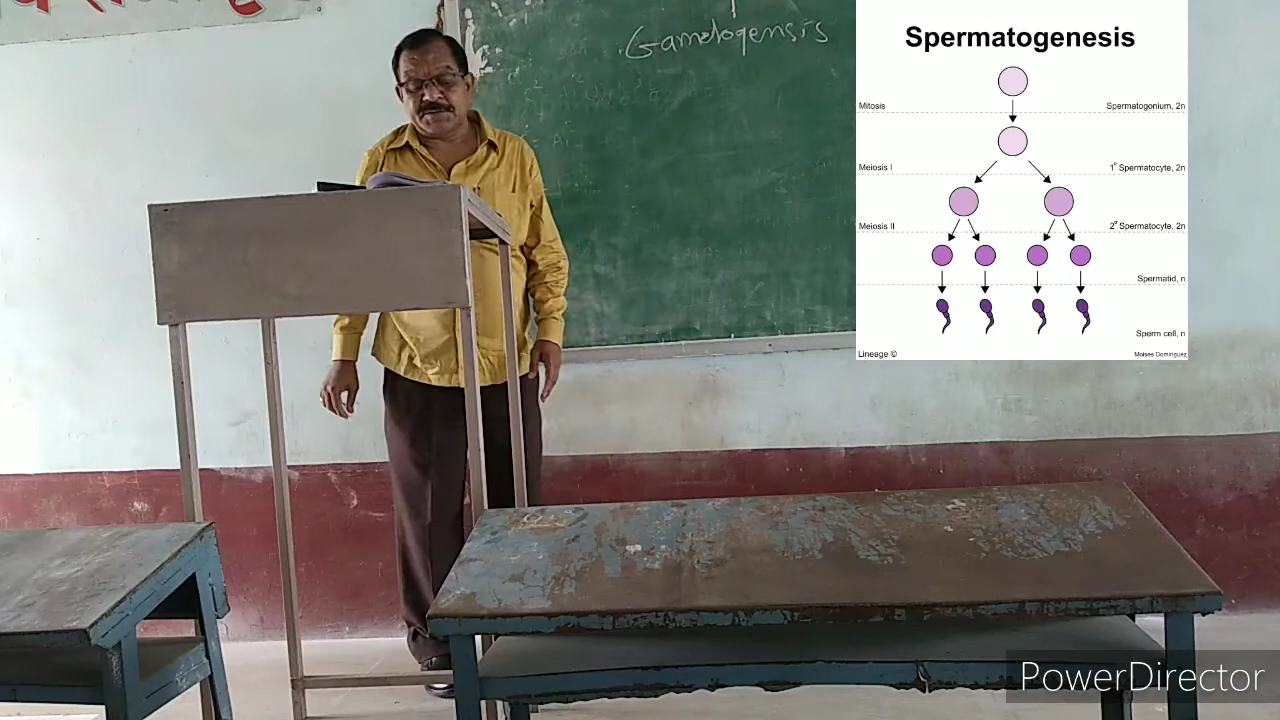 Gametogensis
Spermatogenesis
Mitosis
Spermatogonium, 2n
Meiosis I
1° Spermatocyte, 2n
Meiosis II
2° Spermatocyte, 2n
Spermatid, n
Sperm cell, n
Lineage ©
Moises Dominguez
PowerDirector